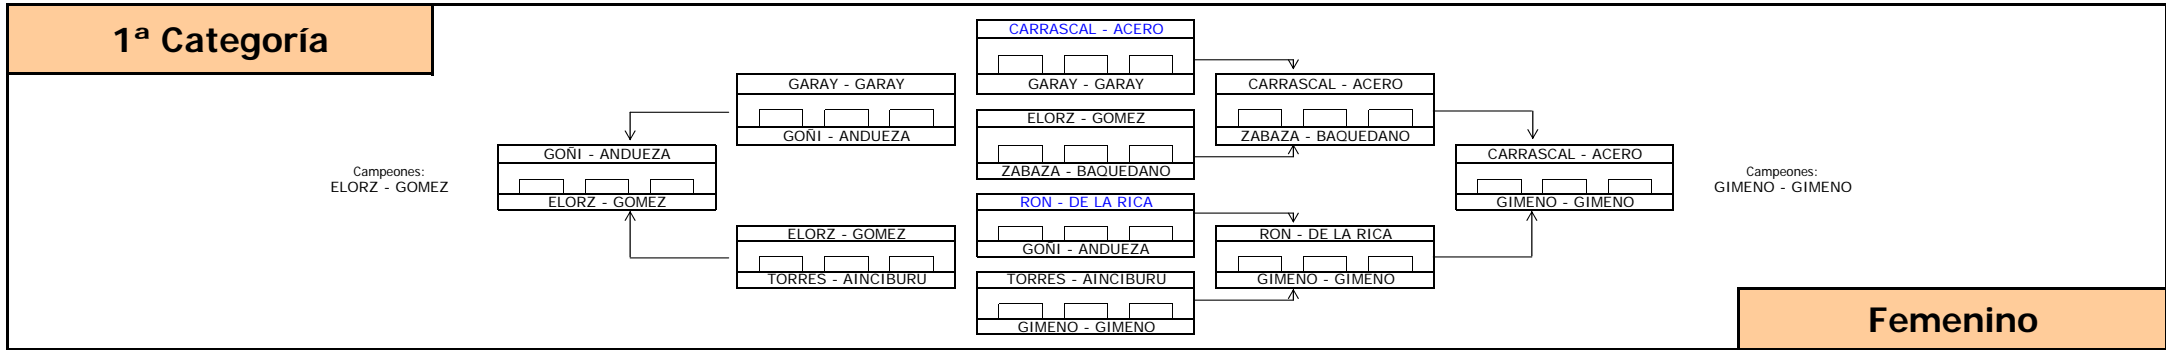 1ª Categoría
CARRASCAL - ACERO
GARAY - GARAY
ELORZ - GOMEZ
ZABAZA - BAQUEDANO
RON - DE LA RICA
GOÑI - ANDUEZA
TORRES - AINCIBURU
GIMENO - GIMENO
GARAY - GARAY
GOÑI - ANDUEZA
ELORZ - GOMEZ
TORRES - AINCIBURU
GOÑI - ANDUEZA
ELORZ - GOMEZ
Campeones:
ELORZ - GOMEZ
CARRASCAL - ACERO
ZABAZA - BAQUEDANO
RON - DE LA RICA
GIMENO - GIMENO
CARRASCAL - ACERO
GIMENO - GIMENO
Campeones:
GIMENO - GIMENO
Femenino